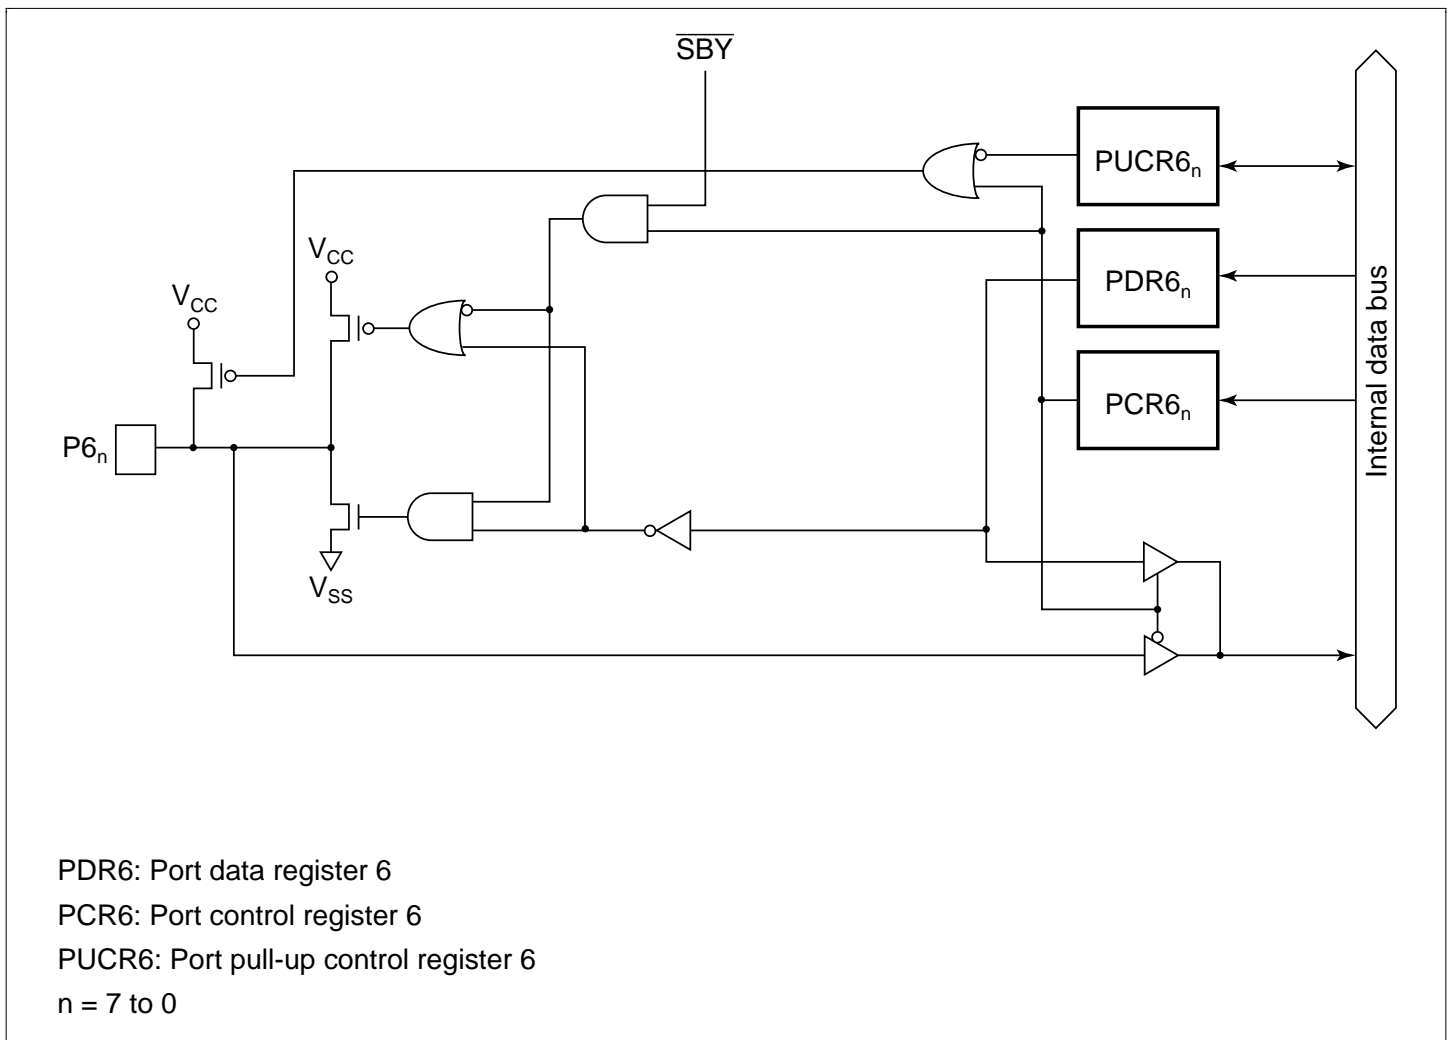 SBY
PUCR6n
VCC
PDR6n
VCC
Internal data bus
PCR6n
P6n
VSS
PDR6: Port data register 6
PCR6: Port control register 6
PUCR6: Port pull-up control register 6
n = 7 to 0